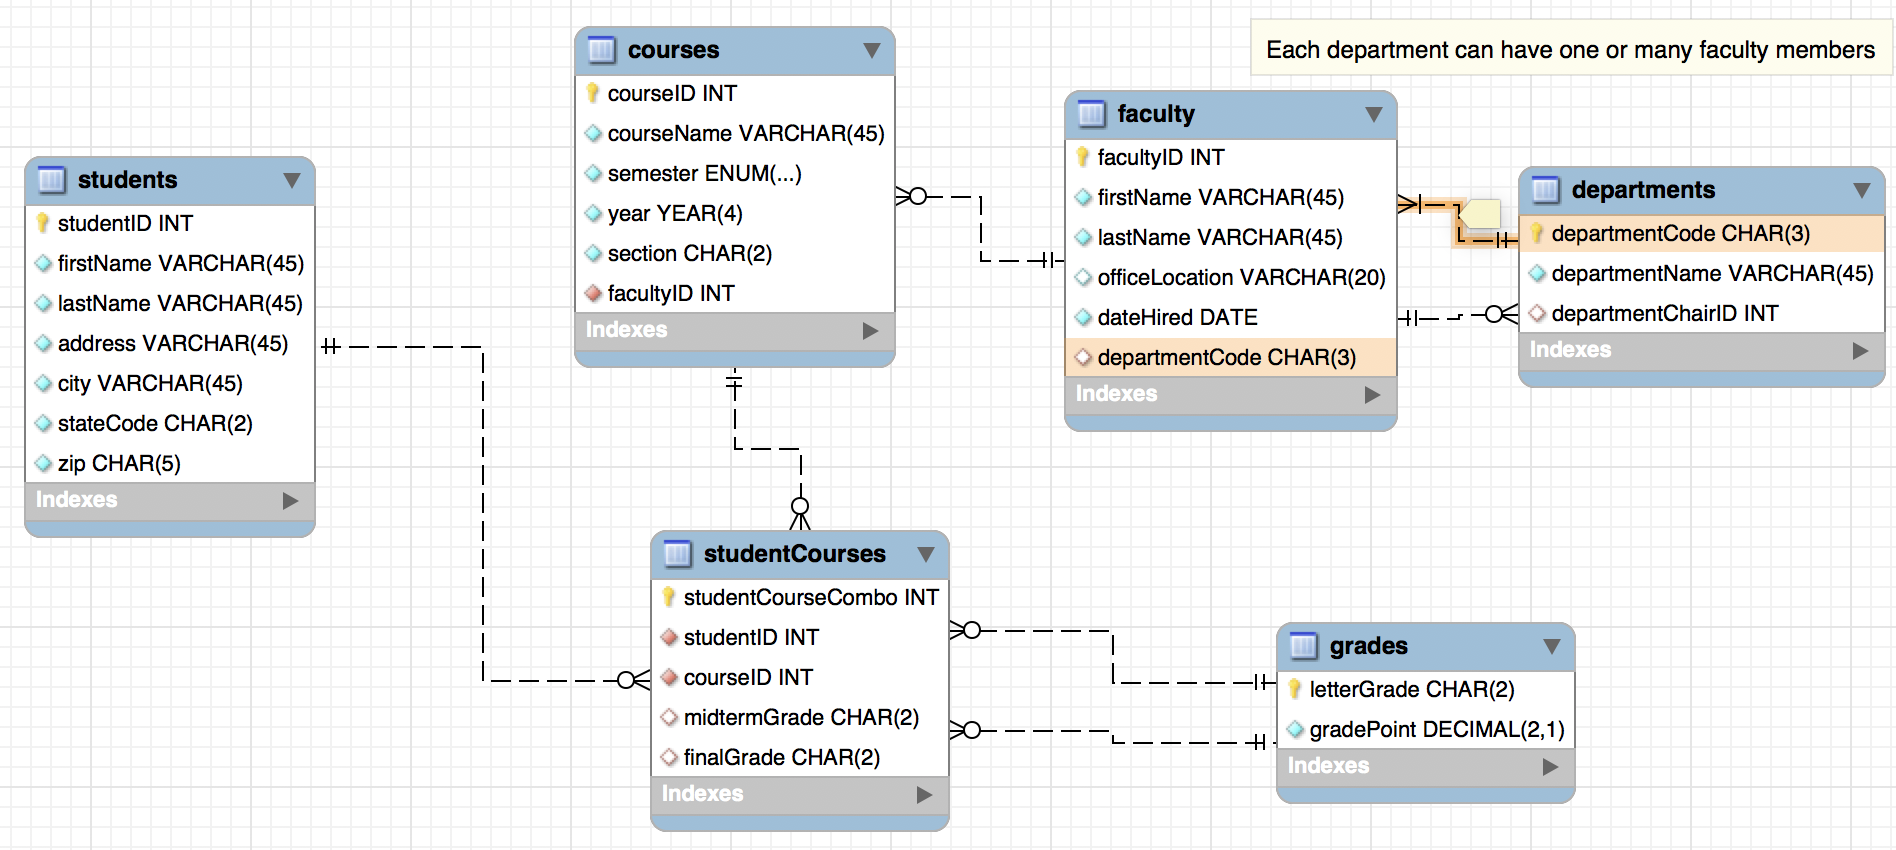 Each department can have one or many faculty members
courses
courseID INT
courseName VARCHAR(45)
semester ENUM(...)
year YEAR(4)
section CHAR(2)
facultyID INT
Indexes
faculty
facultyID INT
firstName VARCHAR(45)
lastName VARCHAR(45)
officeLocation VARCHAR(20)
dateHired DATE
departmentCode CHAR(3)
Indexes
departments
departmentCode CHAR(3)
departmentName VARCHAR(45)
departmentChairID INT
Indexes
students
studentID INT
firstName VARCHAR(45)
lastName VARCHAR(45)
address VARCHAR(45)
city VARCHAR(45)
stateCode CHAR(2)
zip CHAR(5)
Indexes
studentCourses
studentCourseCombo INT
studentID INT
courseID INT
midtermGrade CHAR(2)
finalGrade CHAR(2)
Indexes
grades
letterGrade CHAR(2)
gradePoint DECIMAL(2,1)
Indexes